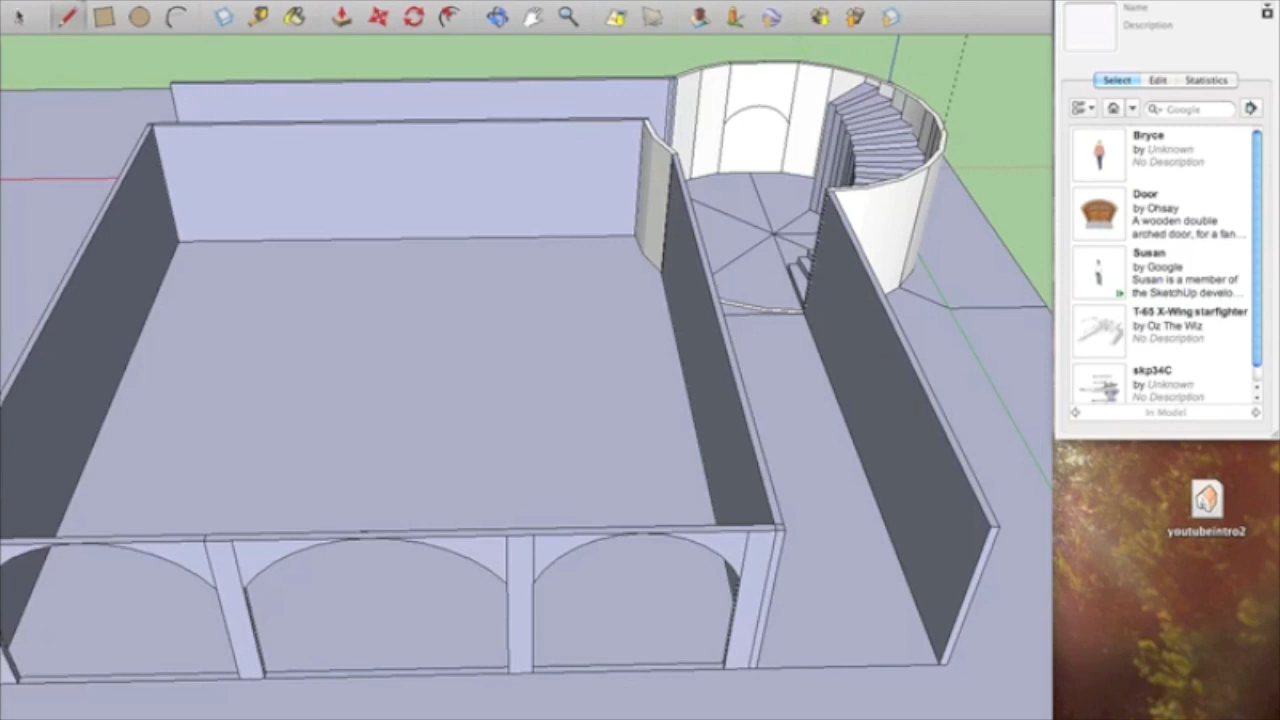 Name
Description
Select Edit Statistics
Google
Bryce
by Unknown
No Description
Door
by Ohsay
A wooden double
arched door, for a fan...
Susan
by Google
Susan is a member of
the SketchUp develo...
T-65 X-Wing starfighter
by Oz The Wiz
No Description
skp34C
by Unknown
No Description
In Model
youtubeintro2